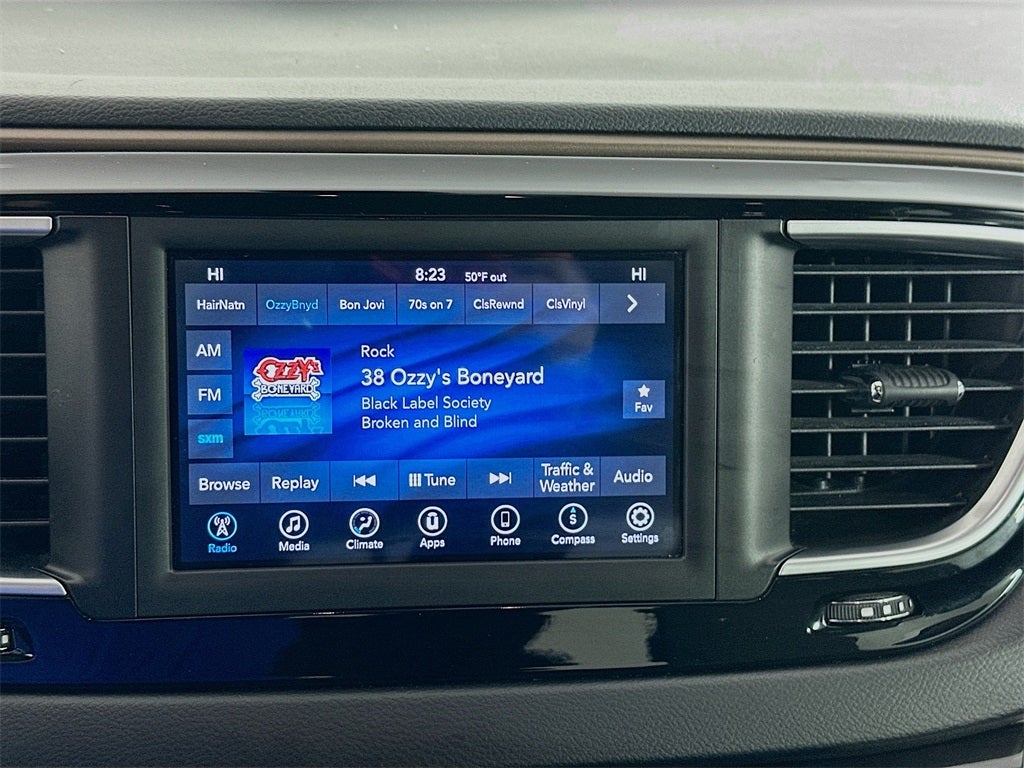 HI 8:23 50°F out HI
HairNatn OzzyBnyd Bon Jovi 70s on 7 ClsRewnd ClsVinyl
AM
FM
sxm
OZZY'S
BONEYARD
Rock
38 Ozzy's Boneyard
Black Label Society
Broken and Blind
Fav
Browse Replay Tune Traffic &
Weather Audio
Radio Media Climate Apps Phone S Compass Settings